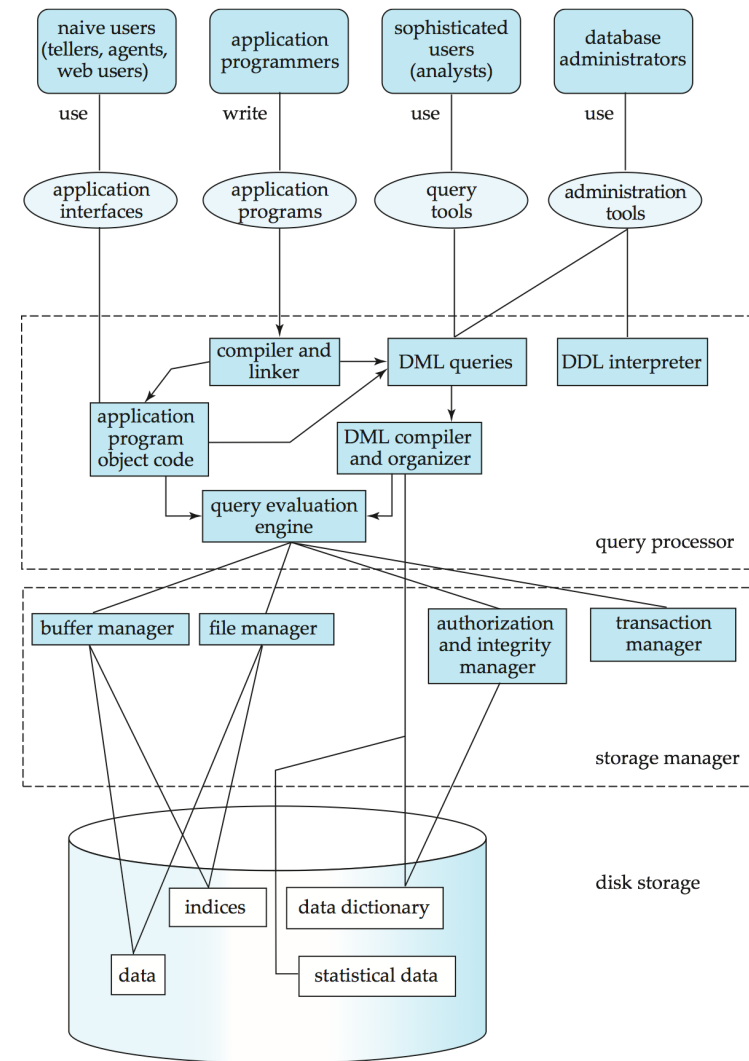 naive users
(tellers, agents,
web users)
application
programmers
sophisticated
users
(analysts)
database
administrators
use
write
use
use
application
interfaces
application
programs
query
tools
administration
tools
compiler and
linker
DML queries
DDL interpreter
application
program
object code
DML compiler
and organizer
query evaluation
engine
query processor
buffer manager
file manager
authorization
and integrity
manager
transaction
manager
storage manager
disk storage
indices
data dictionary
data
statistical data